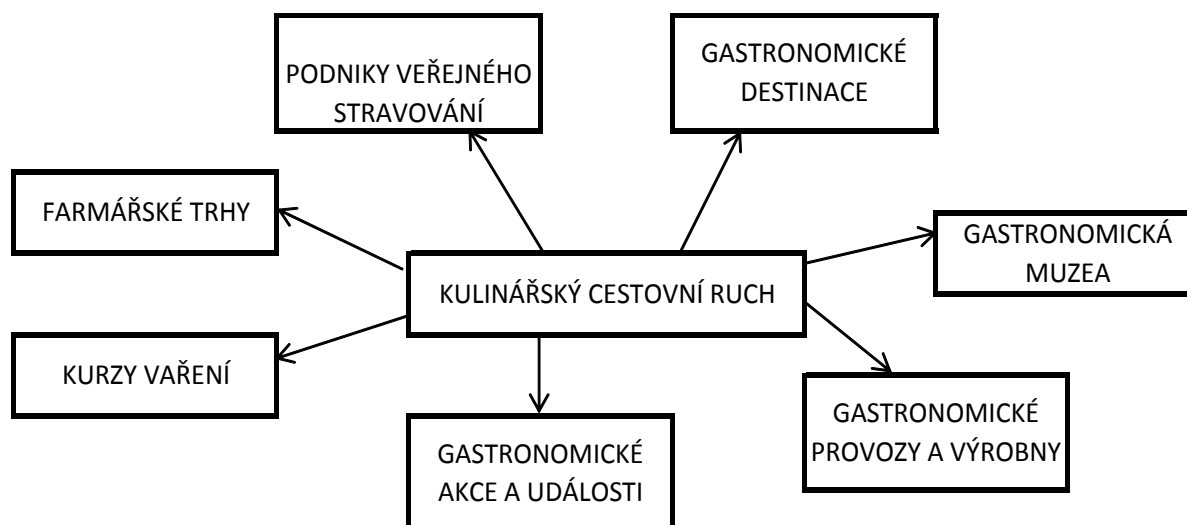 PODNIKY VEŘEJNÉHO
STRAVOVÁNÍ
GASTRONOMICKÉ
DESTINACE
FARMÁŘSKÉ TRHY
GASTRONOMICKÁ
MUZEA
KULINÁŘSKÝ CESTOVNÍ RUCH
KURZY VAŘENÍ
GASTRONOMICKÉ
PROVOZY A VÝROBNY
GASTRONOMICKÉ
AKCE A UDÁLOSTI